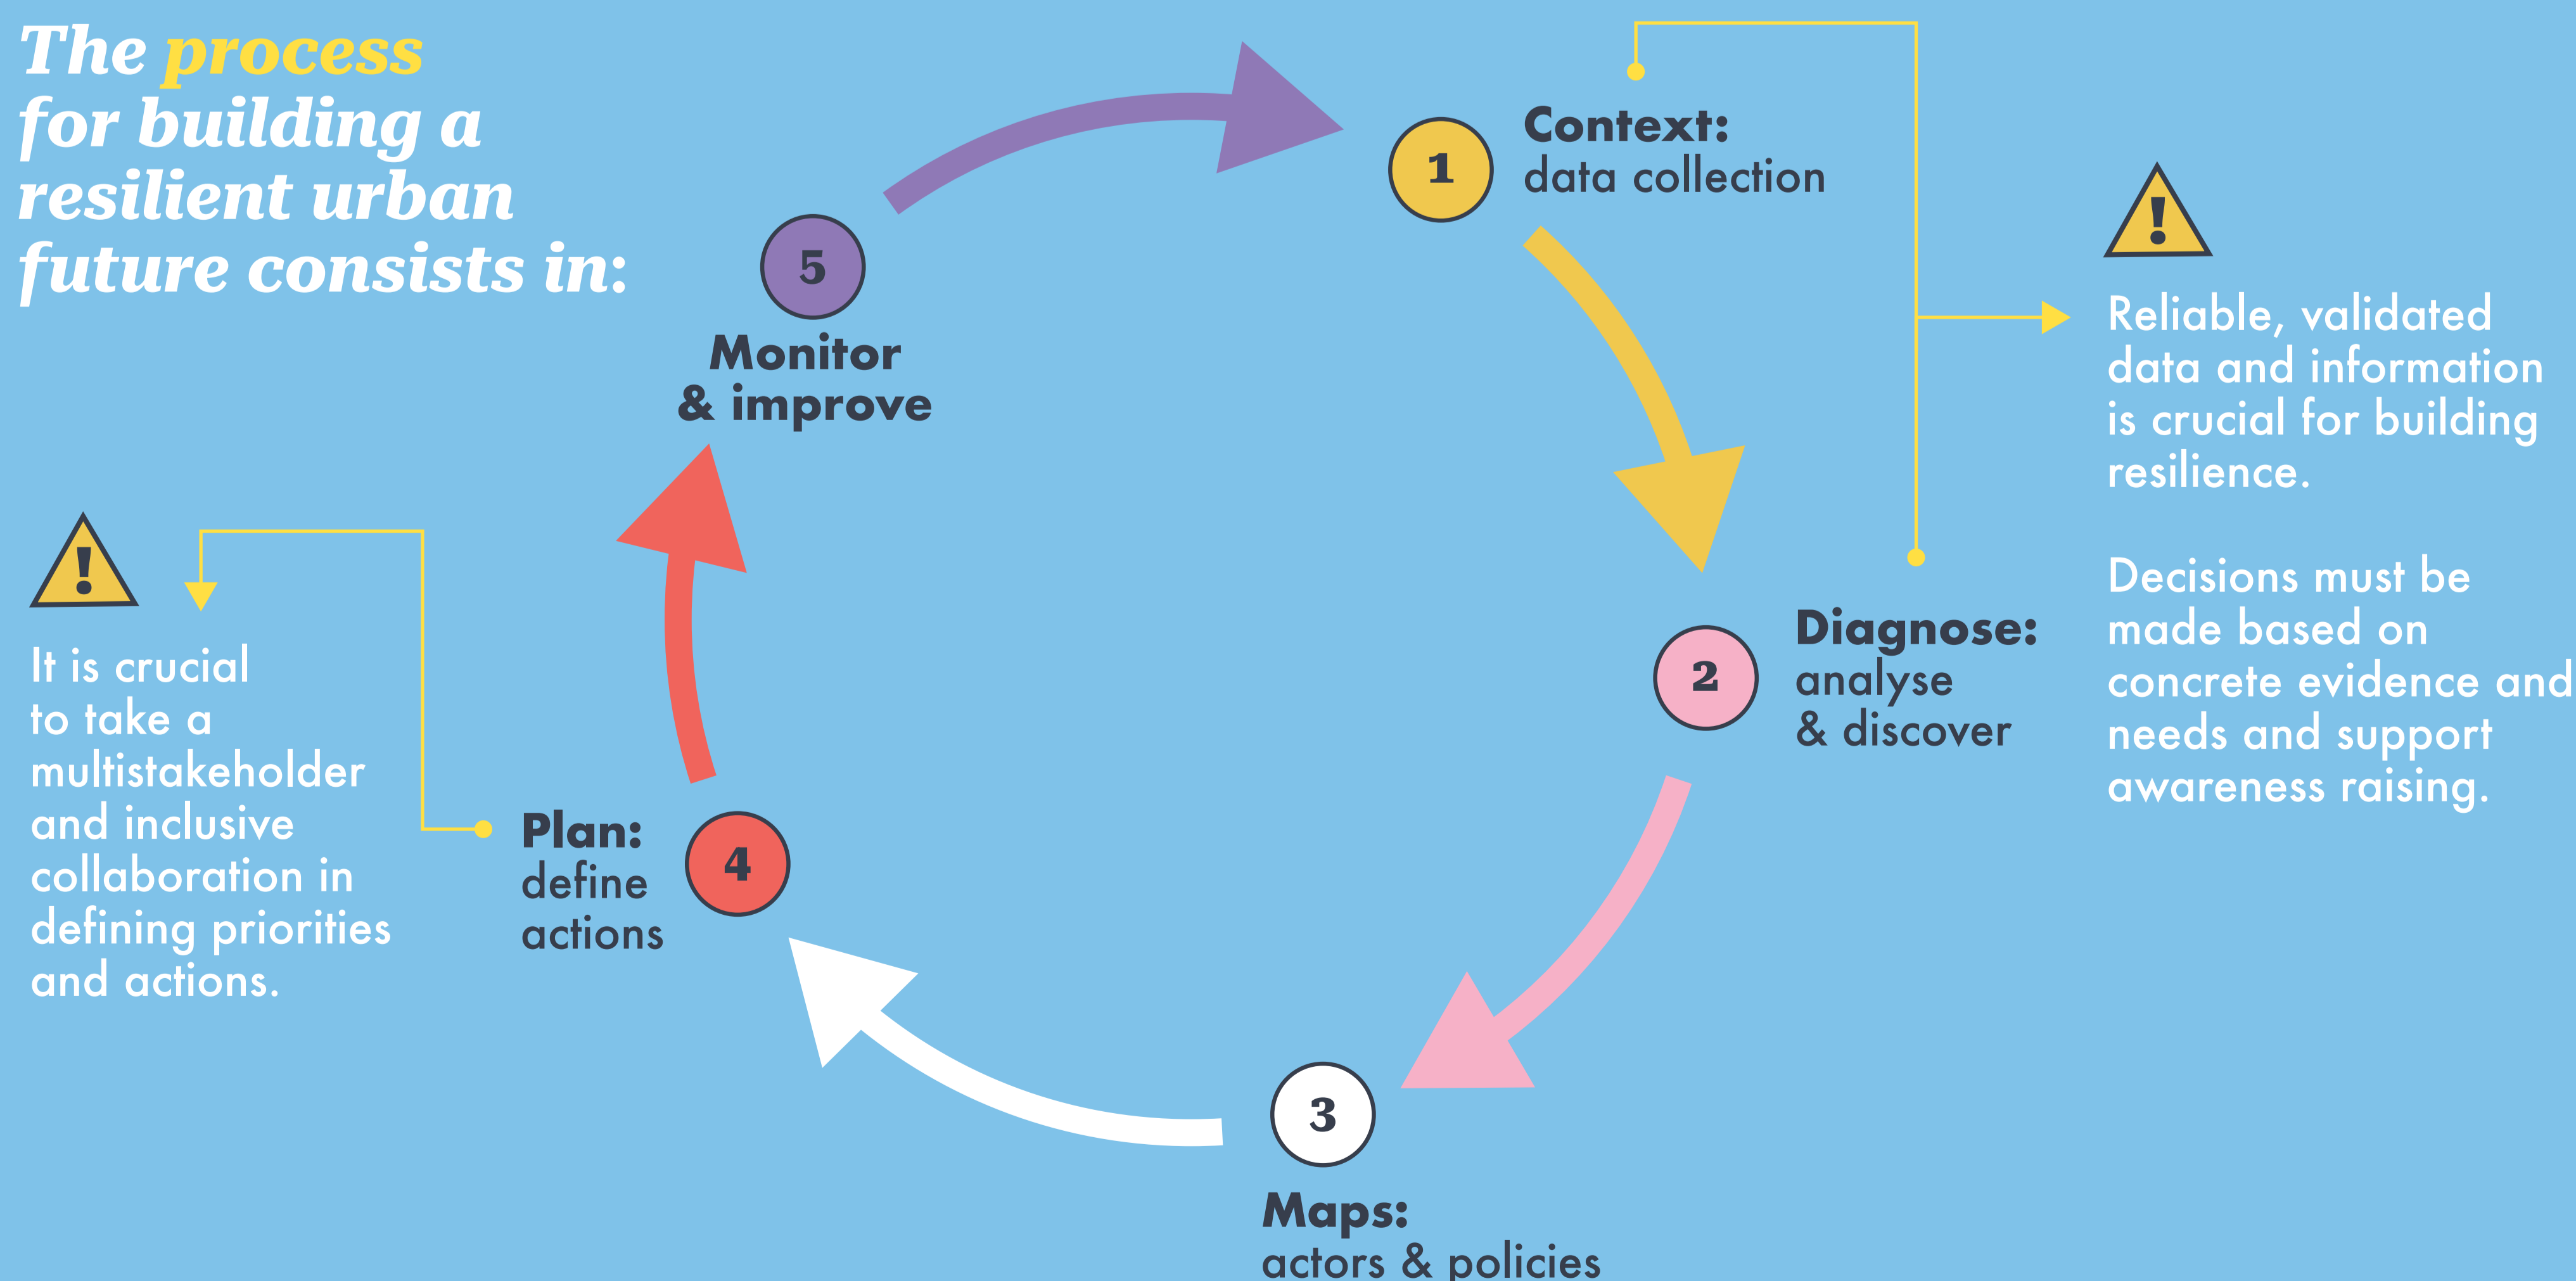 The process
for building a
resilient urban
future consists in:
1
Context:
data collection
!
Reliable, validated
data and information
is crucial for building
resilience.
Decisions must be
made based on
concrete evidence and
needs and support
awareness raising.
2
Diagnose:
analyse
& discover
3
Maps:
actors & policies
4
Plan:
define
actions
!
It is crucial
to take a
multistakeholder
and inclusive
collaboration in
defining priorities
and actions.
5
Monitor
& improve